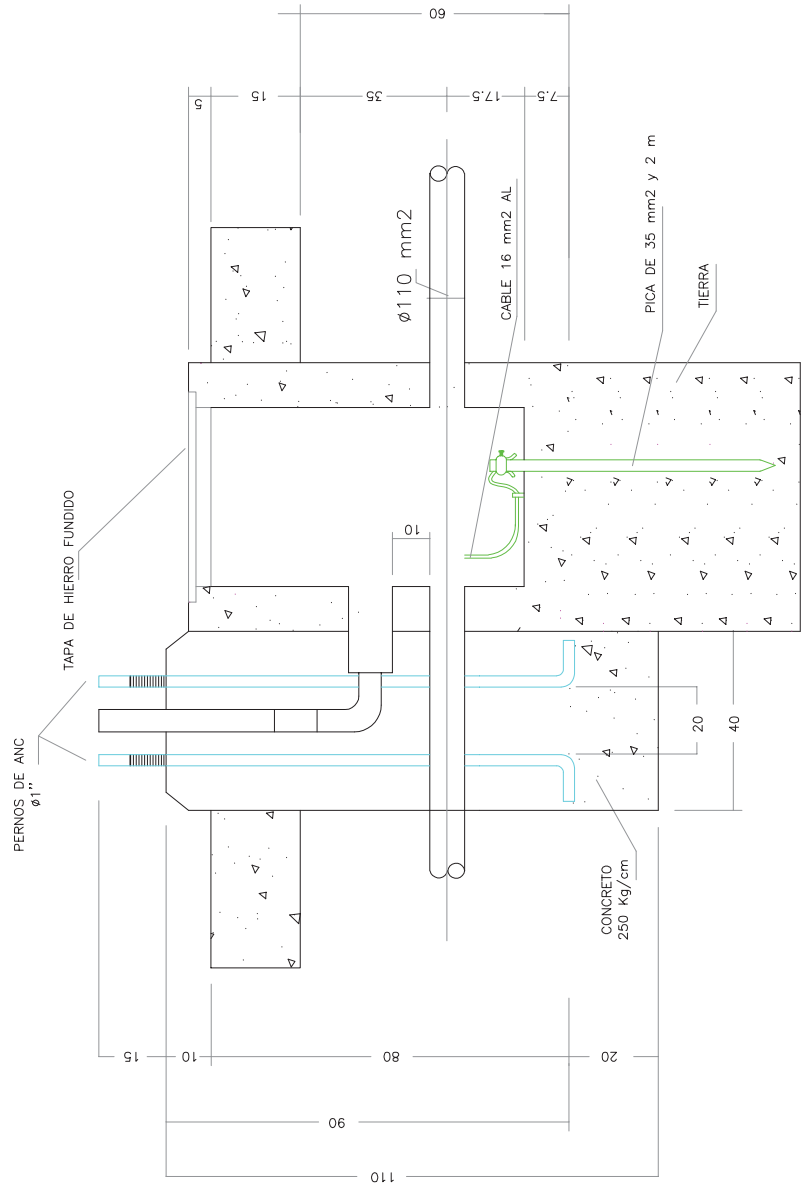 60
5
15
35
17.5
7.5
Ø110 mm2
CABLE 16 mm2 AL
PICA DE 35 mm2 y 2 m
TIERRA
TAPA DE HIERRO FUNDIDO
10
PERNOS DE ANC
ø1''
20
40
CONCRETO
250 Kg/cm
15
10
80
20
90
110